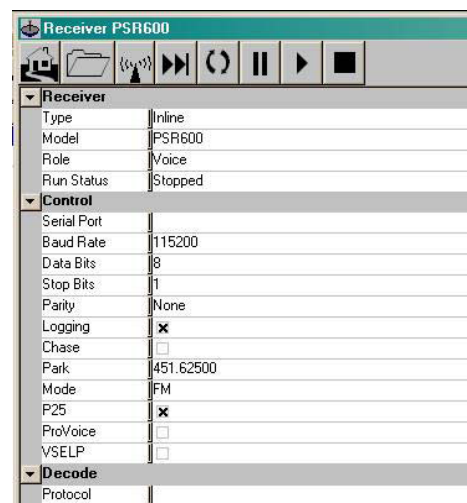 Receiver PSR600
Receiver
Type Inline
Model PSR600
Role Voice
Run Status Stopped
Control
Serial Port
Baud Rate 115200
Data Bits 8
Stop Bits 1
Parity None
Logging
Chase
Park 451.62500
Mode FM
P25
ProVoice
VSELP
Decode
Protocol